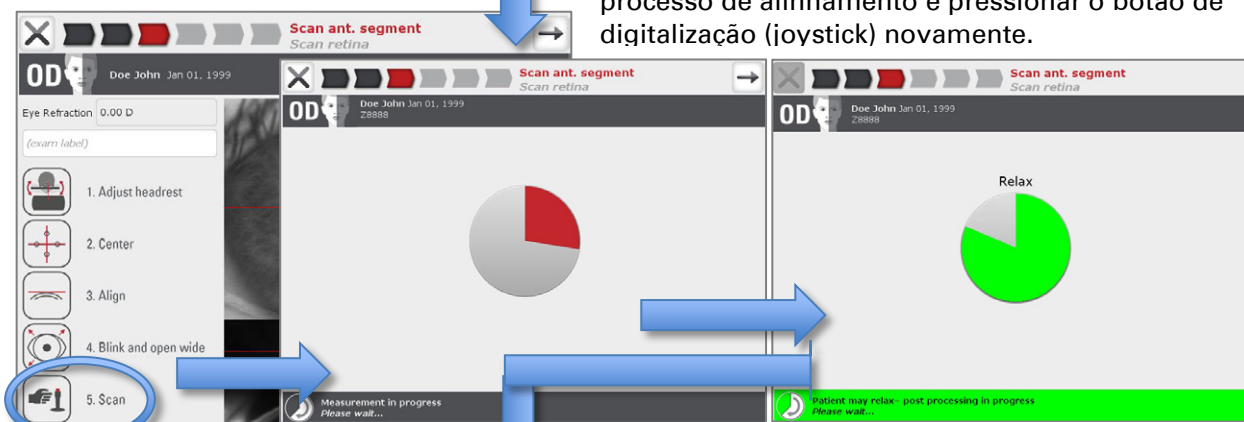 processo de alinhamento e pressionar o botão de
digitalização (joystick) novamente.
Scan ant. segment
Scan retina
OD
Doe John Jan 01, 1999
Eye Refraction 0.00 D
(exam label)
1. Adjust headrest
2. Center
3. Align
4. Blink and open wide
5. Scan
Scan ant. segment
Scan retina
OD
Doe John Jan 01, 1999
Z8888
Measurement in progress
Please wait...
Scan ant. segment
Scan retina
OD
Doe John Jan 01, 1999
Z8888
Relax
Patient may relax– post processing in progress
Please wait...